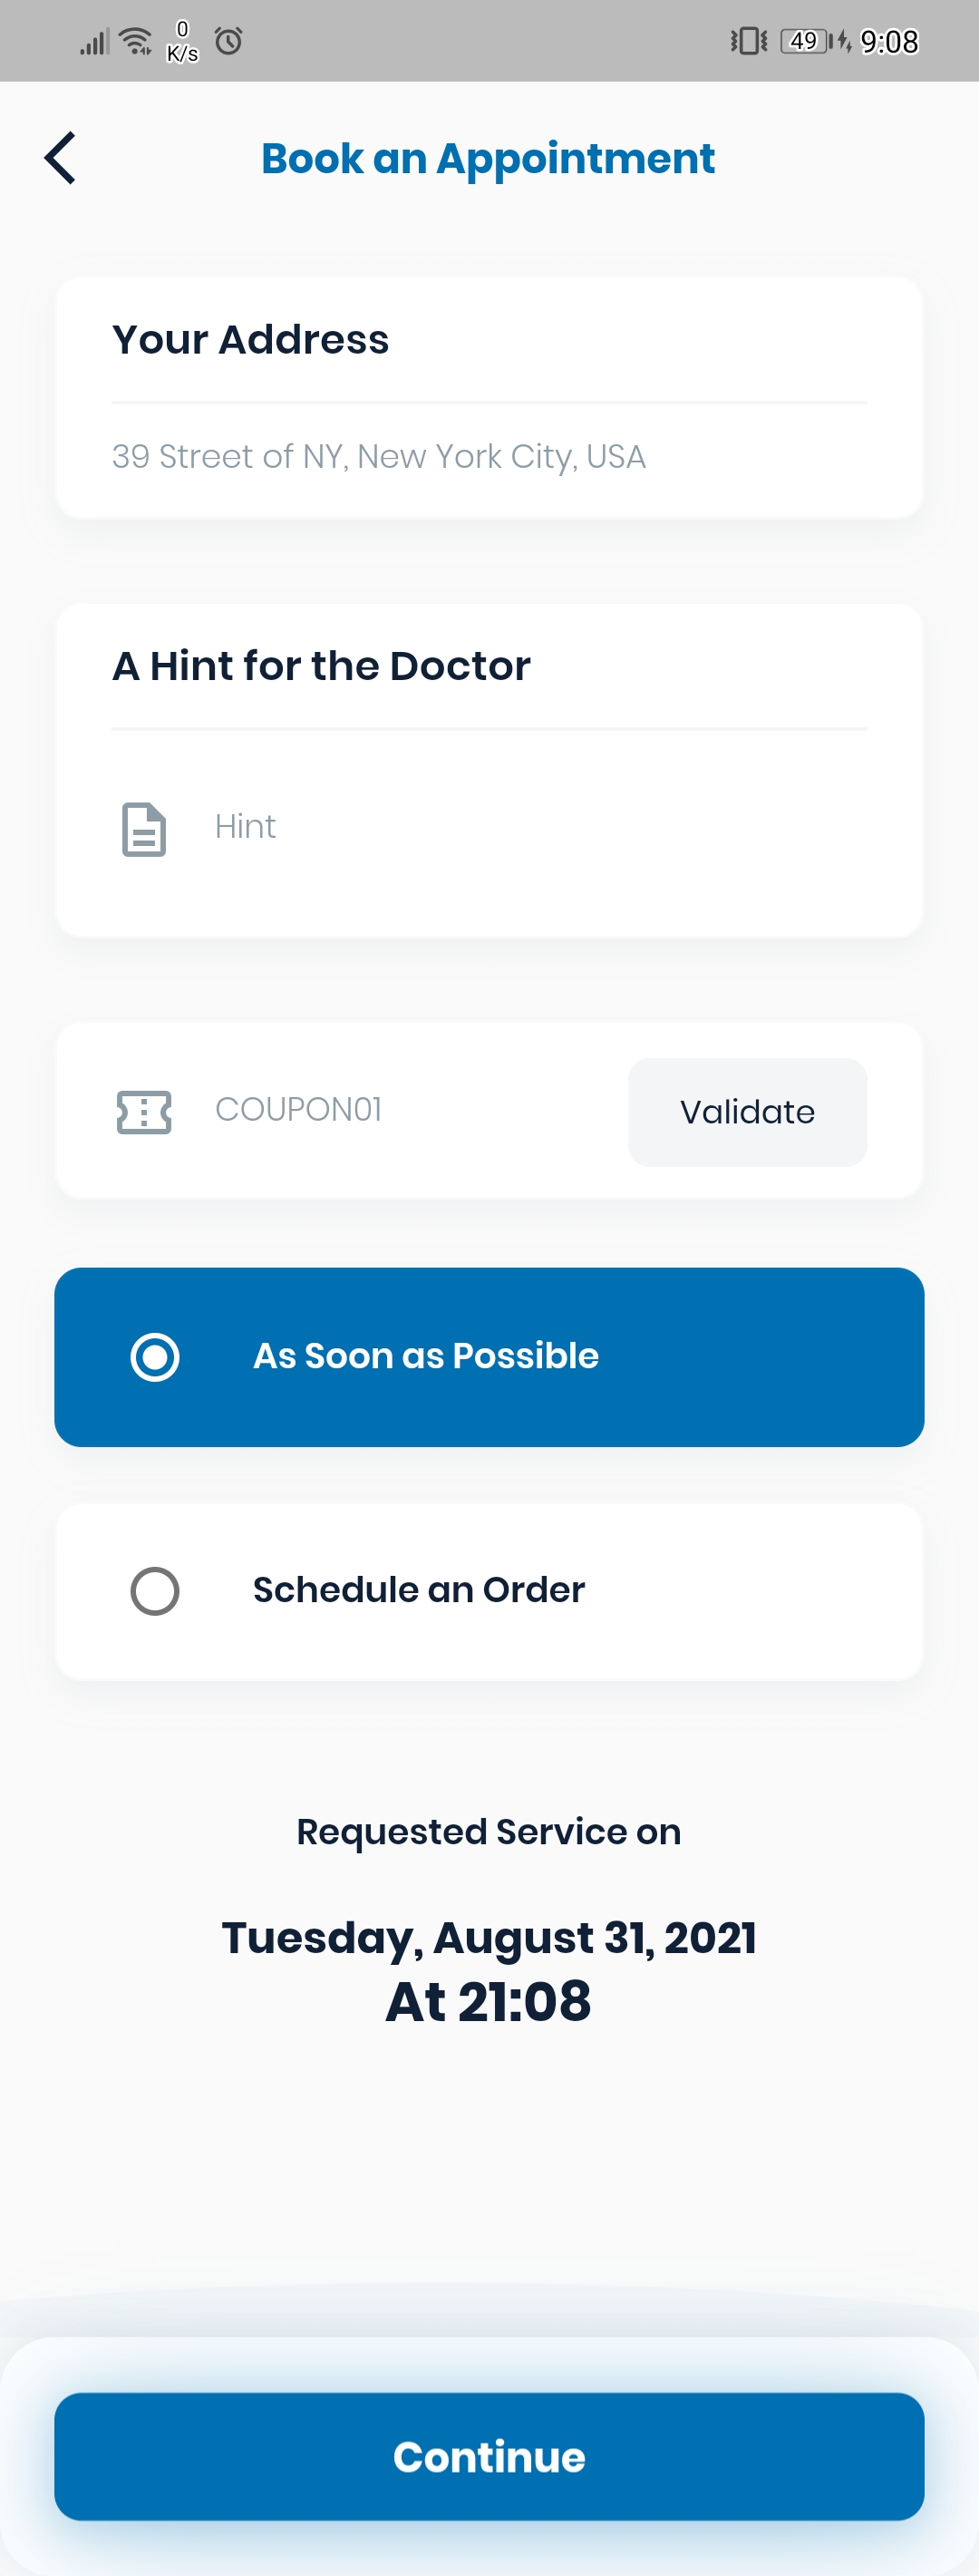 0
K/s
49
9:08
Book an Appointment
Your Address
39 Street of NY, New York City, USA
A Hint for the Doctor
Hint
COUPON01
Validate
As Soon as Possible
Schedule an Order
Requested Service on
Tuesday, August 31, 2021
At 21:08
Continue